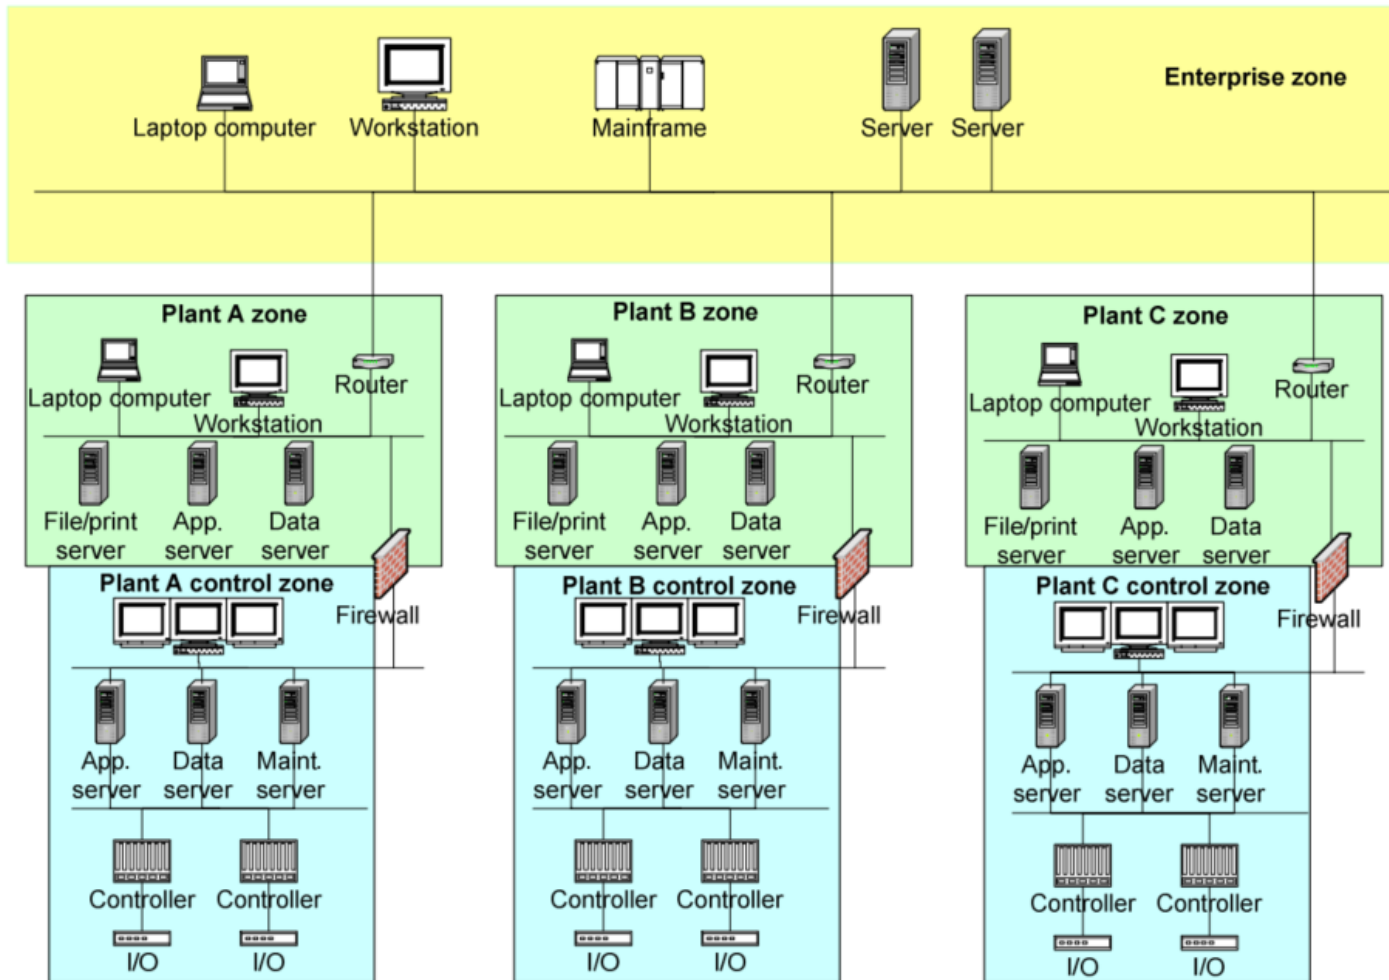 Enterprise zone
Laptop computer
Workstation
Mainframe
Server
Server
Plant A zone
Laptop computer
Workstation
Router
File/print
server
App.
server
Data
server
Plant A control zone
Firewall
App.
server
Data
server
Maint.
server
Controller
Controller
I/O
I/O
Plant B zone
Laptop computer
Workstation
Router
File/print
server
App.
server
Data
server
Plant B control zone
Firewall
App.
server
Data
server
Maint.
server
Controller
Controller
I/O
I/O
Plant C zone
Laptop computer
Workstation
Router
File/print
server
App.
server
Data
server
Plant C control zone
Firewall
App.
server
Data
server
Maint.
server
Controller
Controller
I/O
I/O